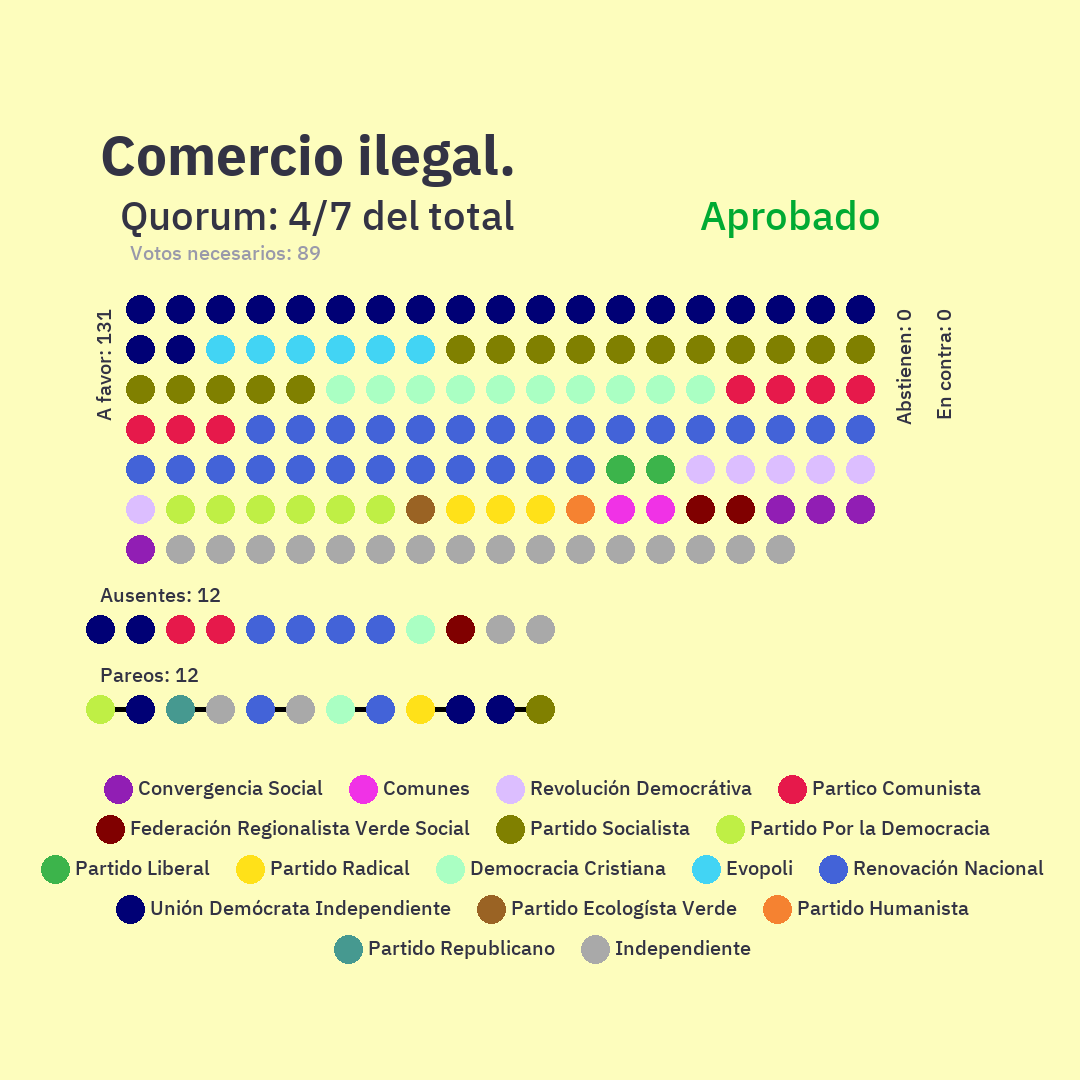 Comercio ilegal.
Quorum: 4/7 del total
Aprobado
Votos necesarios: 89
A favor: 131
Abstienen: 0
En contra: 0
Ausentes: 12
Pareos: 12
Convergencia Social Comunes Revolución Democrátiva Partico Comunista
Federación Regionalista Verde Social Partido Socialista Partido Por la Democracia
Partido Liberal Partido Radical Democracia Cristiana Evopoli Renovación Nacional
Unión Demócrata Independiente Partido Ecologísta Verde Partido Humanista
Partido Republicano Independiente